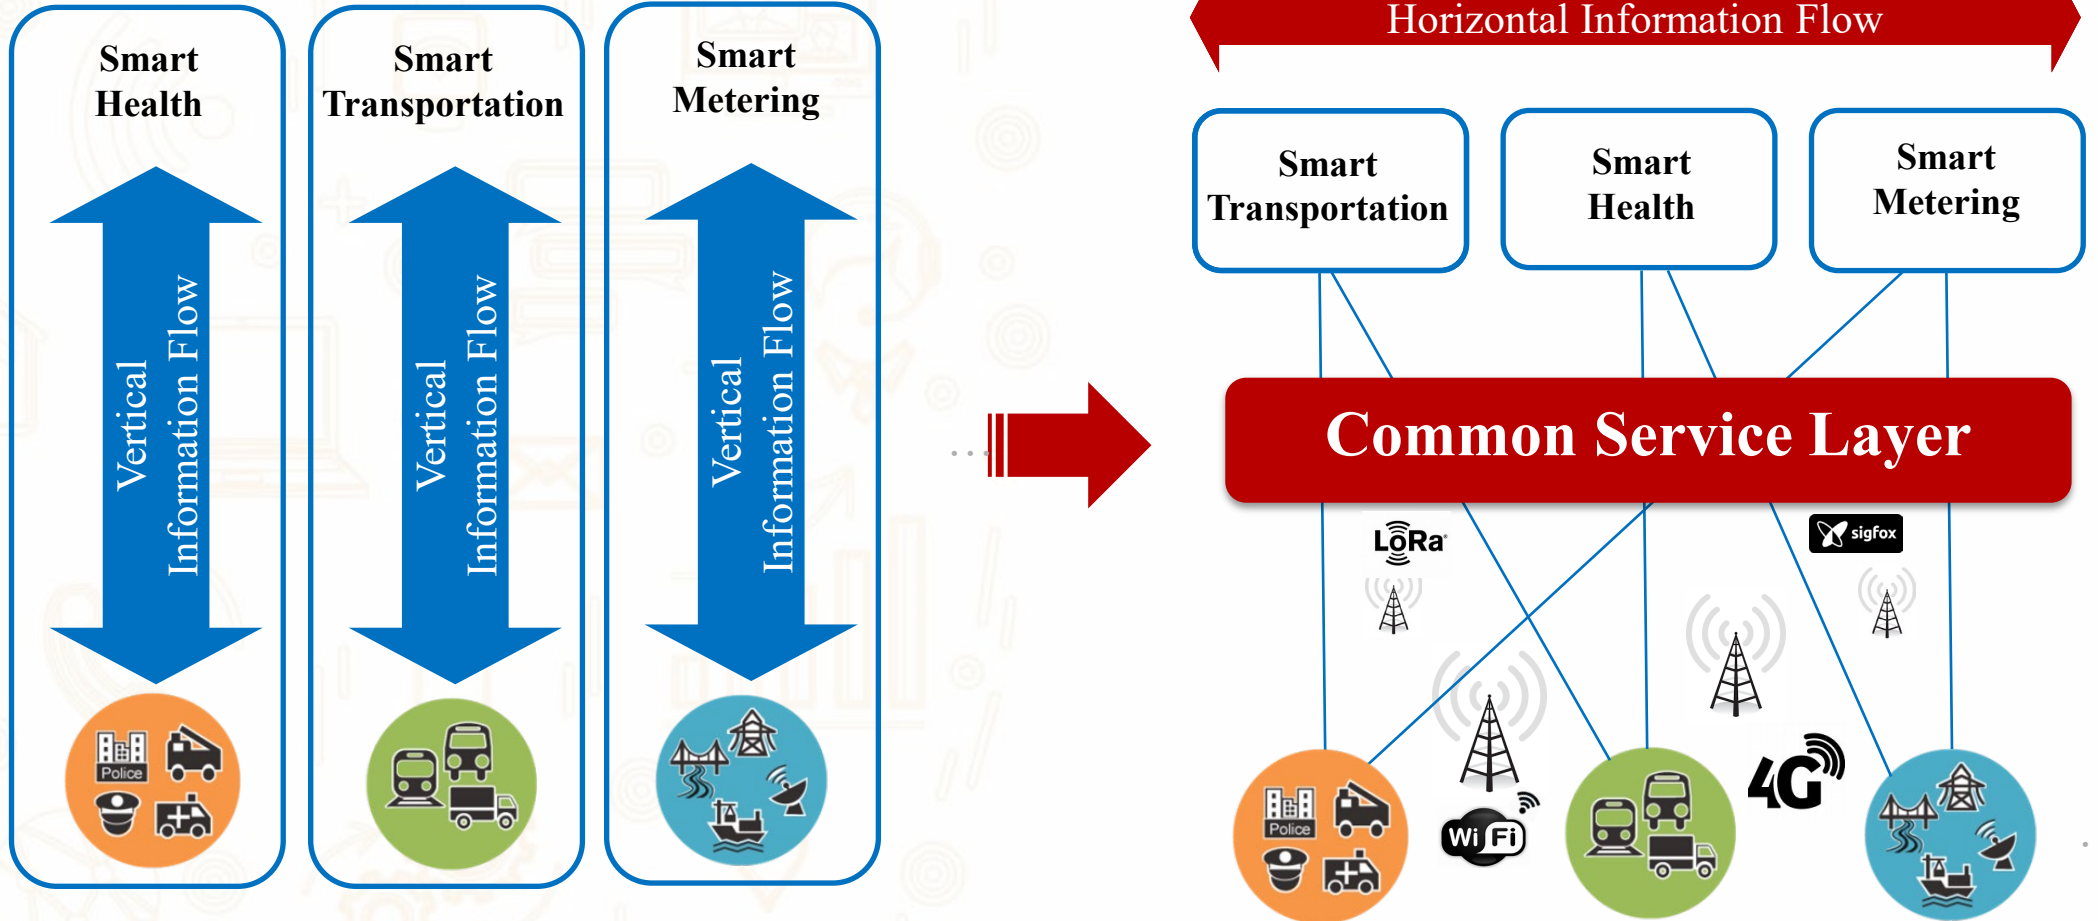 Smart
Health
Vertical
Information Flow
Police
Smart
Transportation
Vertical
Information Flow
Smart
Metering
Vertical
Information Flow
...
Horizontal Information Flow
Smart
Transportation
Smart
Health
Smart
Metering
Common Service Layer
LoRa®
sigfox
4G
Wi Fi
Police